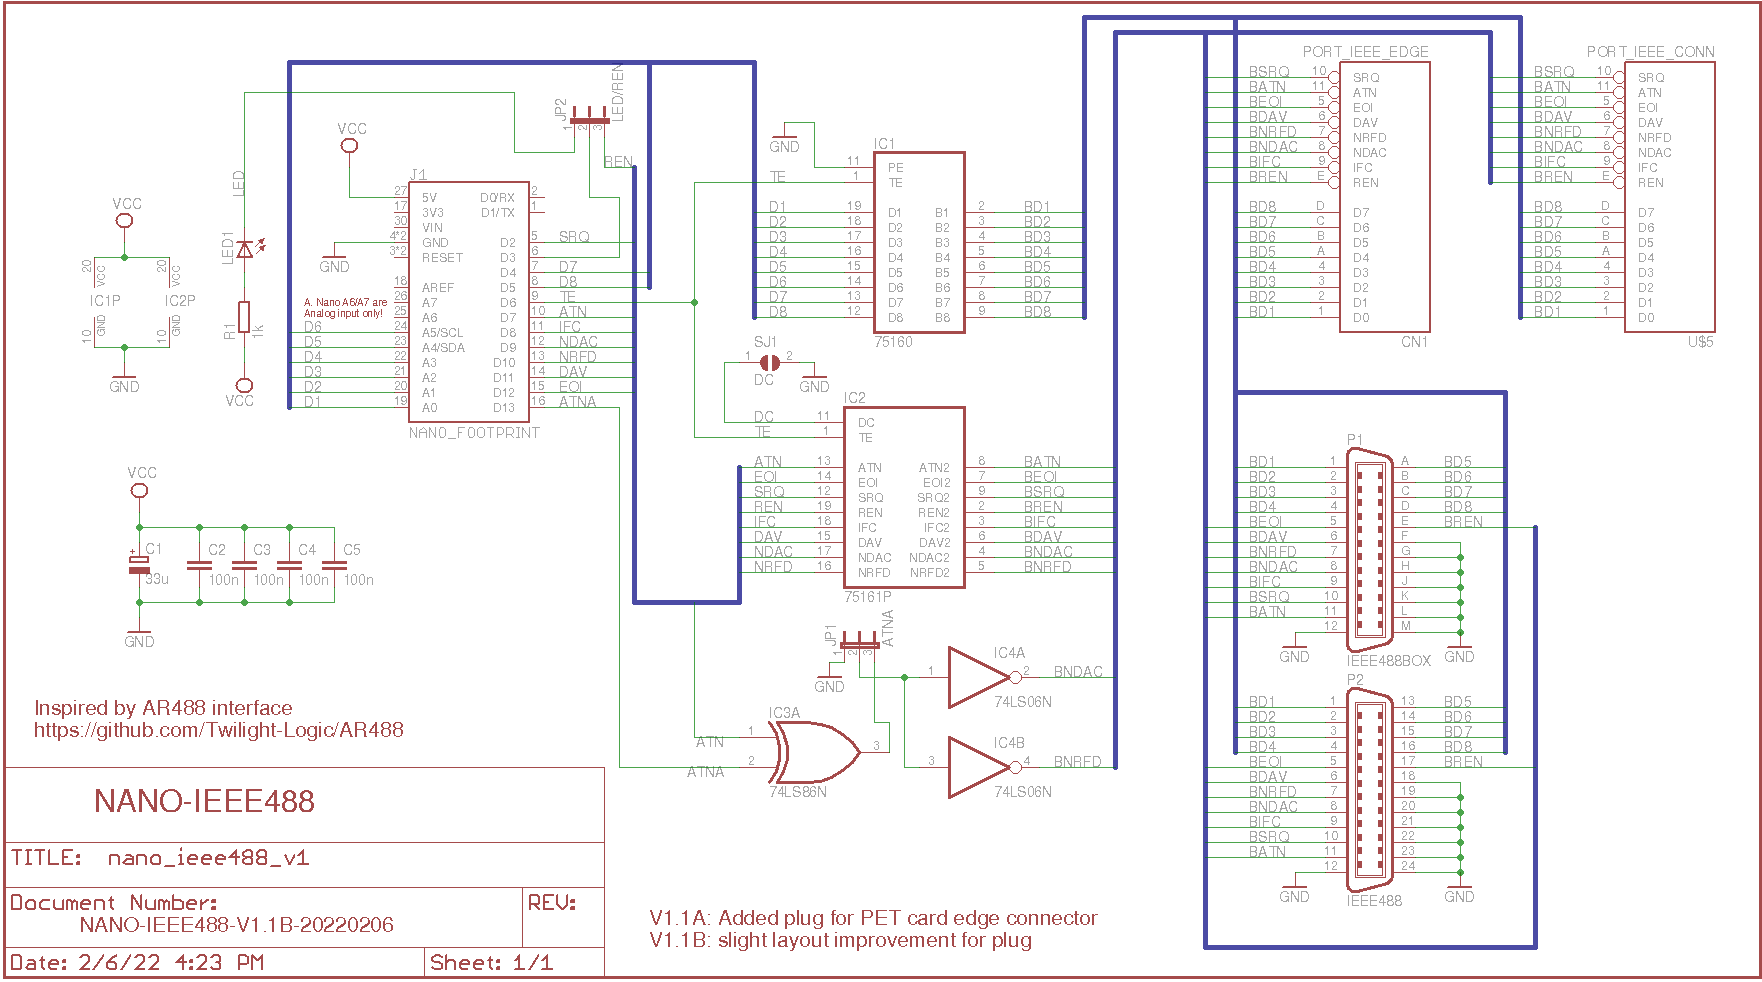 PORT_IEEE_EDGE
BSRQ 10 SRQ
BATN 11 ATN
BEOI 5 EOI
BDAV 6 DAV
BNRFD 7 NRFD
BNDAC 8 NDAC
BIFC 9 IFC
BREN E REN
BD8 D D7
BD7 C D6
BD6 B D5
BD5 A D4
BD4 4 D3
BD3 3 D2
BD2 2 D1
BD1 1 D0
CN1
PORT_IEEE_CONN
BSRQ 10 SRQ
BATN 11 ATN
BEOI 5 EOI
BDAV 6 DAV
BNRFD 7 NRFD
BNDAC 8 NDAC
BIFC 9 IFC
BREN E REN
BD8 D D7
BD7 C D6
BD6 B D5
BD5 A D4
BD4 4 D3
BD3 3 D2
BD2 2 D1
BD1 1 D0
U$5
JP2
LED/REN
1 2 3
REN
VCC
LED
LED1
R1
1k
VCC
VCC
20 VCC 20 VCC
IC1P IC2P
10 GND 10 GND
GND
J1
27 5V D0/RX 2
17 3V3 D1/TX 1
30 VIN
4*2 GND D2 5 SRQ
3*2 RESET D3 6
D4 7 D7
18 AREF D5 8 D8
26 A7 D6 9 TE
25 A6 D7 10 ATN
D6 24 A5/SCL D8 11 IFC
D5 23 A4/SDA D9 12 NDAC
D4 22 A3 D10 13 NRFD
D3 21 A2 D11 14 DAV
D2 20 A1 D12 15 EOI
D1 19 A0 D13 16 ATNA
NANO_FOOTPRINT
GND
A. Nano A6/A7 are
Analog input only!
GND
IC1
11 PE
TE 1 TE
D1 19 D1 B1 2 BD1
D2 18 D2 B2 3 BD2
D3 17 D3 B3 4 BD3
D4 16 D4 B4 5 BD4
D5 15 D5 B5 6 BD5
D6 14 D6 B6 7 BD6
D7 13 D7 B7 8 BD7
D8 12 D8 B8 9 BD8
75160
SJ1
1 2
DC
GND
IC2
DC 11 DC
TE 1 TE
ATN 13 ATN ATN2 8 BATN
EOI 14 EOI EOI2 7 BEOI
SRQ 12 SRQ SRQ2 9 BSRQ
REN 19 REN REN2 2 BREN
IFC 18 IFC IFC2 3 BIFC
DAV 15 DAV DAV2 6 BDAV
NDAC 17 NDAC NDAC2 4 BNDAC
NRFD 16 NRFD NRFD2 5 BNRFD
75161P
VCC
+ C1 C2 C3 C4 C5
33u 100n 100n 100n 100n
GND
JP1
ATNA
1 2 3
GND
IC4A
1 2 BNDAC
74LS06N
IC3A
ATN 1
ATNA 2
3
74LS86N
IC4B
3 4 BNRFD
74LS06N
P1
BD1 1 A BD5
BD2 2 B BD6
BD3 3 C BD7
BD4 4 D BD8
BEOI 5 E BREN
BDAV 6 F
BNRFD 7 G
BNDAC 8 H
BIFC 9 J
BSRQ 10 K
BATN 11 L
12 M
GND IEEE488BOX GND
P2
BD1 1 13 BD5
BD2 2 14 BD6
BD3 3 15 BD7
BD4 4 16 BD8
BEOI 5 17 BREN
BDAV 6 18
BNRFD 7 19
BNDAC 8 20
BIFC 9 21
BSRQ 10 22
BATN 11 23
12 24
GND IEEE488 GND
Inspired by AR488 interface
https://github.com/Twilight-Logic/AR488
NANO-IEEE488
TITLE: nano_ieee488_v1
Document Number:
NANO-IEEE488-V1.1B-20220206
REV:
Date: 2/6/22 4:23 PM
Sheet: 1/1
V1.1A: Added plug for PET card edge connector
V1.1B: slight layout improvement for plug